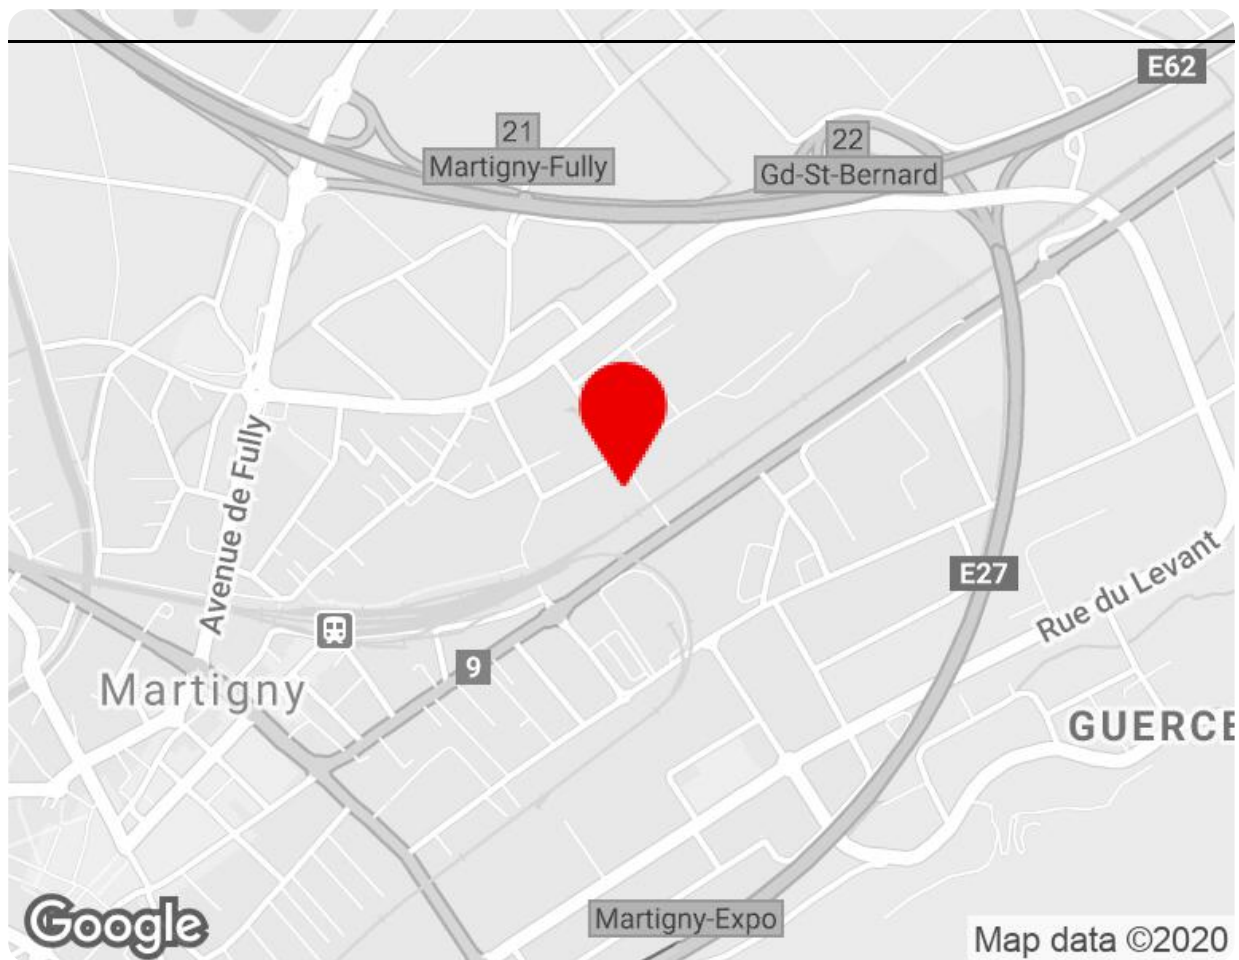 E62
21
Martigny-Fully
22
Gd-St-Bernard
Avenue de Fully
E27
Rue du Levant
9
Martigny
GUERCE
Martigny-Expo
Google
Map data ©2020